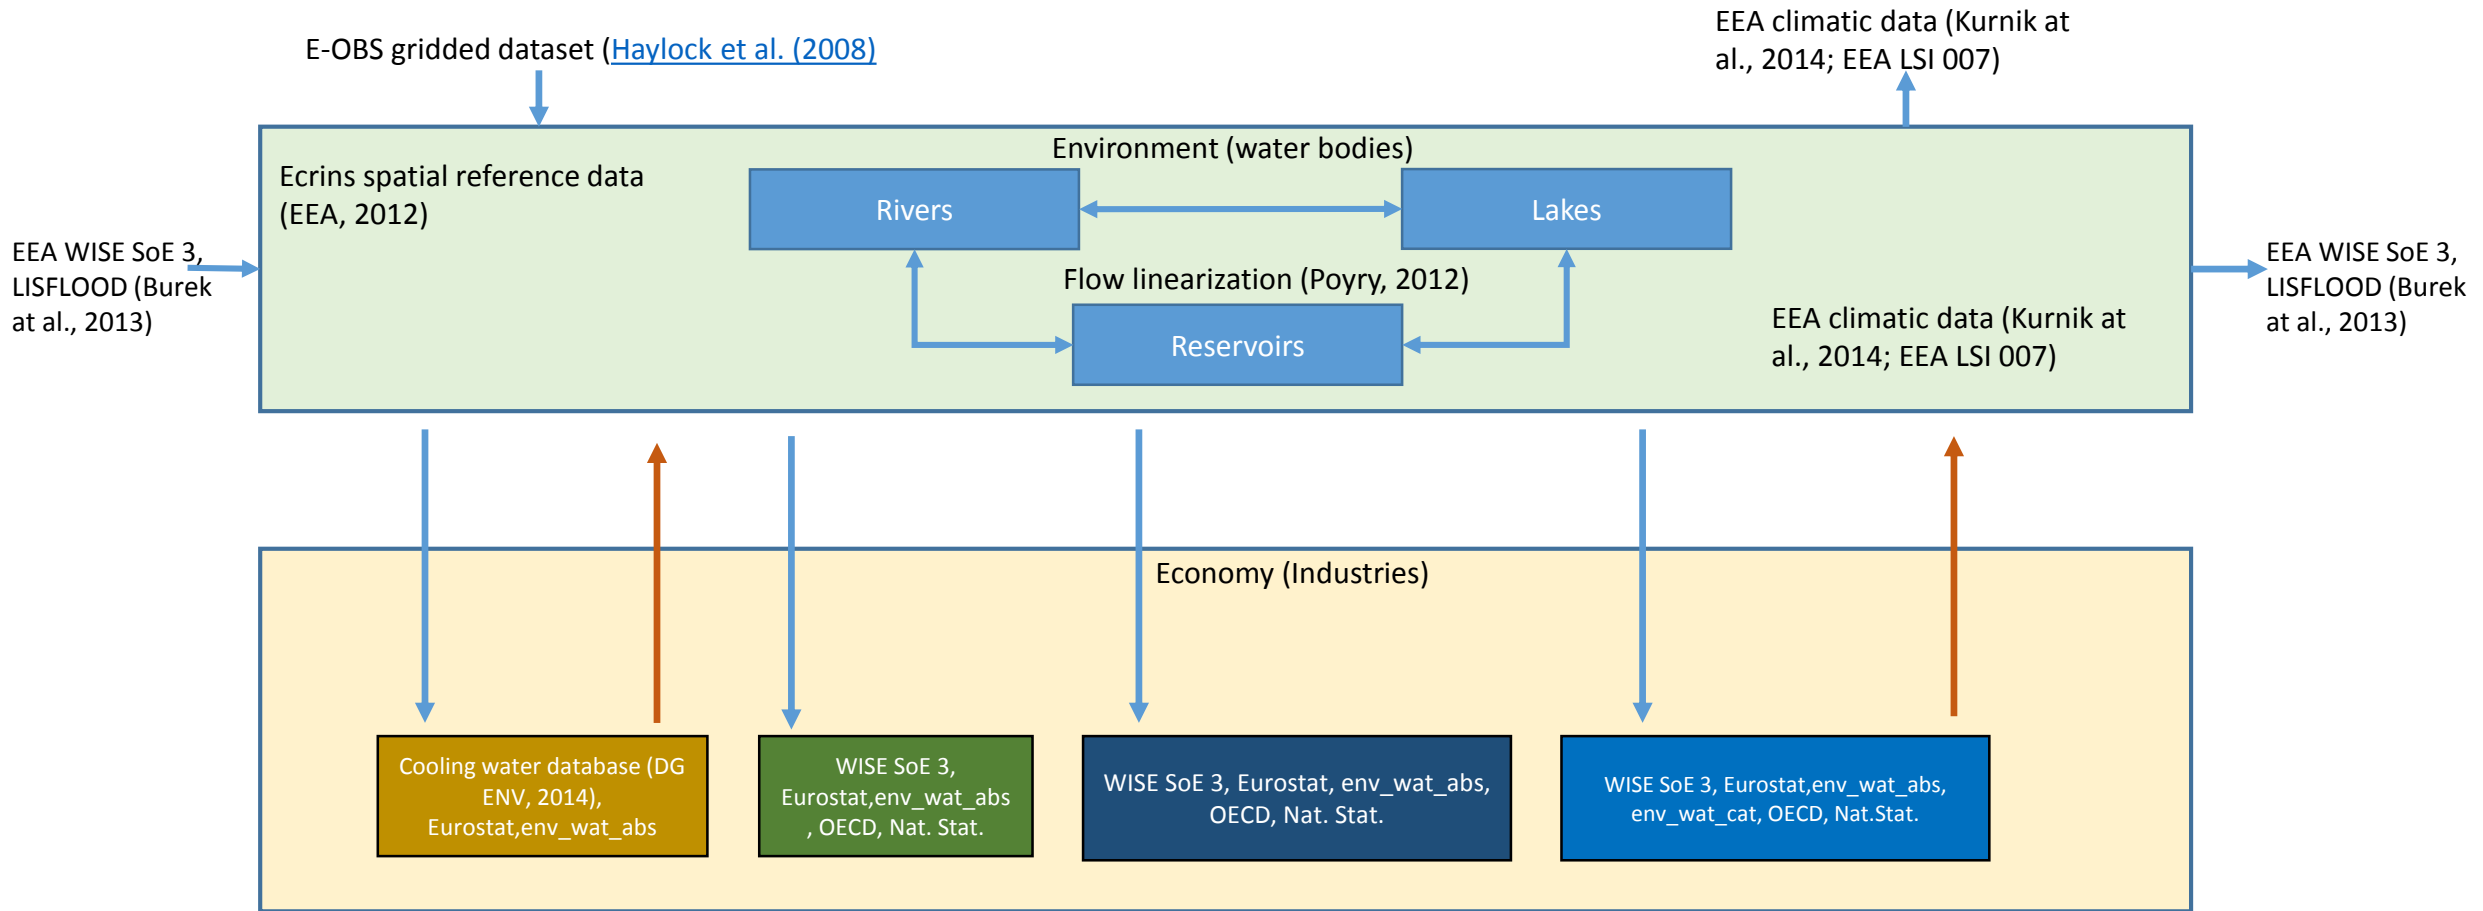 EEA climatic data (Kurnik at
al., 2014; EEA LSI 007)
E-OBS gridded dataset (Haylock et al. (2008)
Environment (water bodies)
Ecrins spatial reference data
(EEA, 2012)
Rivers
Lakes
EEA WISE SoE 3,
LISFLOOD (Burek
at al., 2013)
Flow linearization (Poyry, 2012)
Reservoirs
EEA climatic data (Kurnik at
al., 2014; EEA LSI 007)
EEA WISE SoE 3,
LISFLOOD (Burek
at al., 2013)
Economy (Industries)
Cooling water database (DG
ENV, 2014),
Eurostat,env_wat_abs
WISE SoE 3,
Eurostat,env_wat_abs
, OECD, Nat. Stat.
WISE SoE 3, Eurostat, env_wat_abs,
OECD, Nat. Stat.
WISE SoE 3, Eurostat,env_wat_abs,
env_wat_cat, OECD, Nat.Stat.